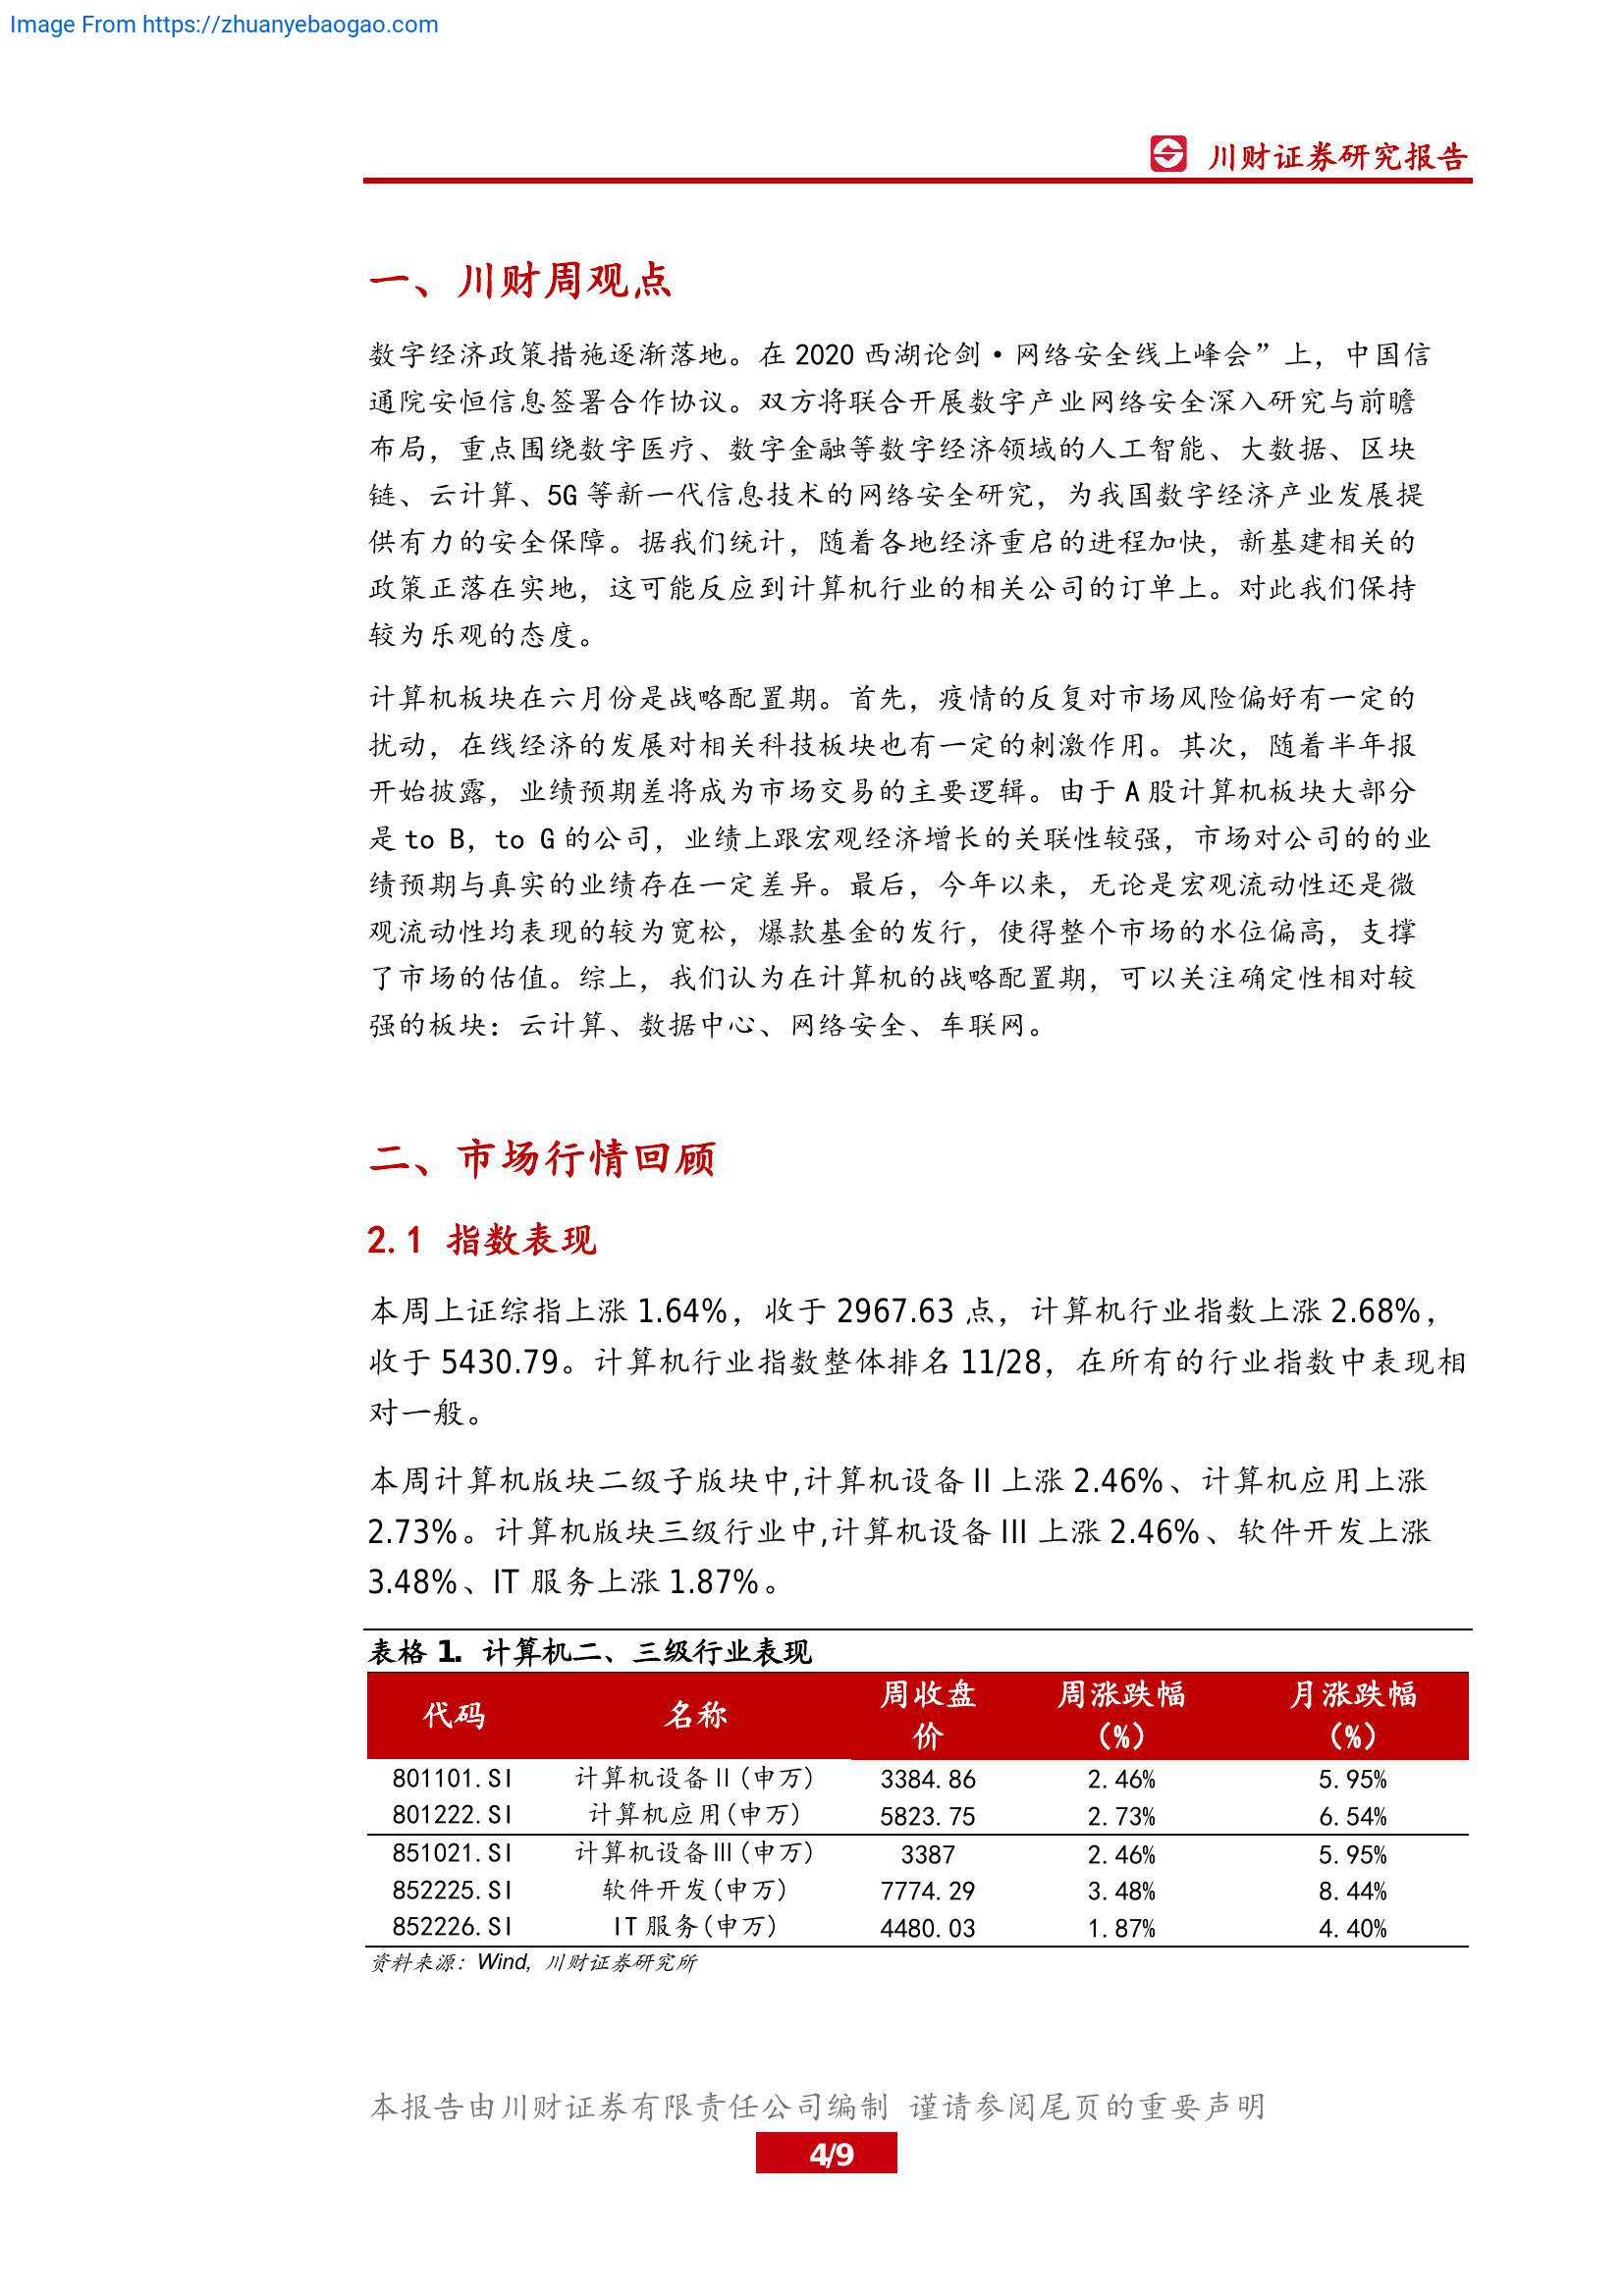 Image From https://zhuanyebaogao.com
川财证券研究报告
一、川财周观点
数字经济政策措施逐渐落地。在 2020 西湖论剑·网络安全线上峰会”上，中国信
通院安恒信息签署合作协议。双方将联合开展数字产业网络安全深入研究与前瞻
布局，重点围绕数字医疗、数字金融等数字经济领域的人工智能、大数据、区块
链、云计算、5G 等新一代信息技术的网络安全研究，为我国数字经济产业发展提
供有力的安全保障。据我们统计，随着各地经济重启的进程加快，新基建相关的
政策正落在实地，这可能反应到计算机行业的相关公司的订单上。对此我们保持
较为乐观的态度。
计算机板块在六月份是战略配置期。首先，疫情的反复对市场风险偏好有一定的
扰动，在线经济的发展对相关科技板块也有一定的刺激作用。其次，随着半年报
开始披露，业绩预期差将成为市场交易的主要逻辑。由于 A 股计算机板块大部分
是 to B，to G 的公司，业绩上跟宏观经济增长的关联性较强，市场对公司的的业
绩预期与真实的业绩存在一定差异。最后，今年以来，无论是宏观流动性还是微
观流动性均表现的较为宽松，爆款基金的发行，使得整个市场的水位偏高，支撑
了市场的估值。综上，我们认为在计算机的战略配置期，可以关注确定性相对较
强的板块：云计算、数据中心、网络安全、车联网。
二、市场行情回顾
2.1 指数表现
本周上证综指上涨 1.64%，收于 2967.63 点，计算机行业指数上涨 2.68%，
收于 5430.79。计算机行业指数整体排名 11/28，在所有的行业指数中表现相
对一般。
本周计算机版块二级子版块中,计算机设备 II 上涨 2.46%、计算机应用上涨
2.73%。计算机版块三级行业中,计算机设备 III 上涨 2.46%、软件开发上涨
3.48%、IT 服务上涨 1.87%。
表格 1. 计算机二、三级行业表现
代码 名称 周收盘价 周涨跌幅（%） 月涨跌幅（%）
801101.SI 计算机设备Ⅱ(申万) 3384.86 2.46% 5.95%
801222.SI 计算机应用(申万) 5823.75 2.73% 6.54%
851021.SI 计算机设备Ⅲ(申万) 3387 2.46% 5.95%
852225.SI 软件开发(申万) 7774.29 3.48% 8.44%
852226.SI IT 服务(申万) 4480.03 1.87% 4.40%
资料来源：Wind, 川财证券研究所
本报告由川财证券有限责任公司编制 谨请参阅尾页的重要声明
4/9